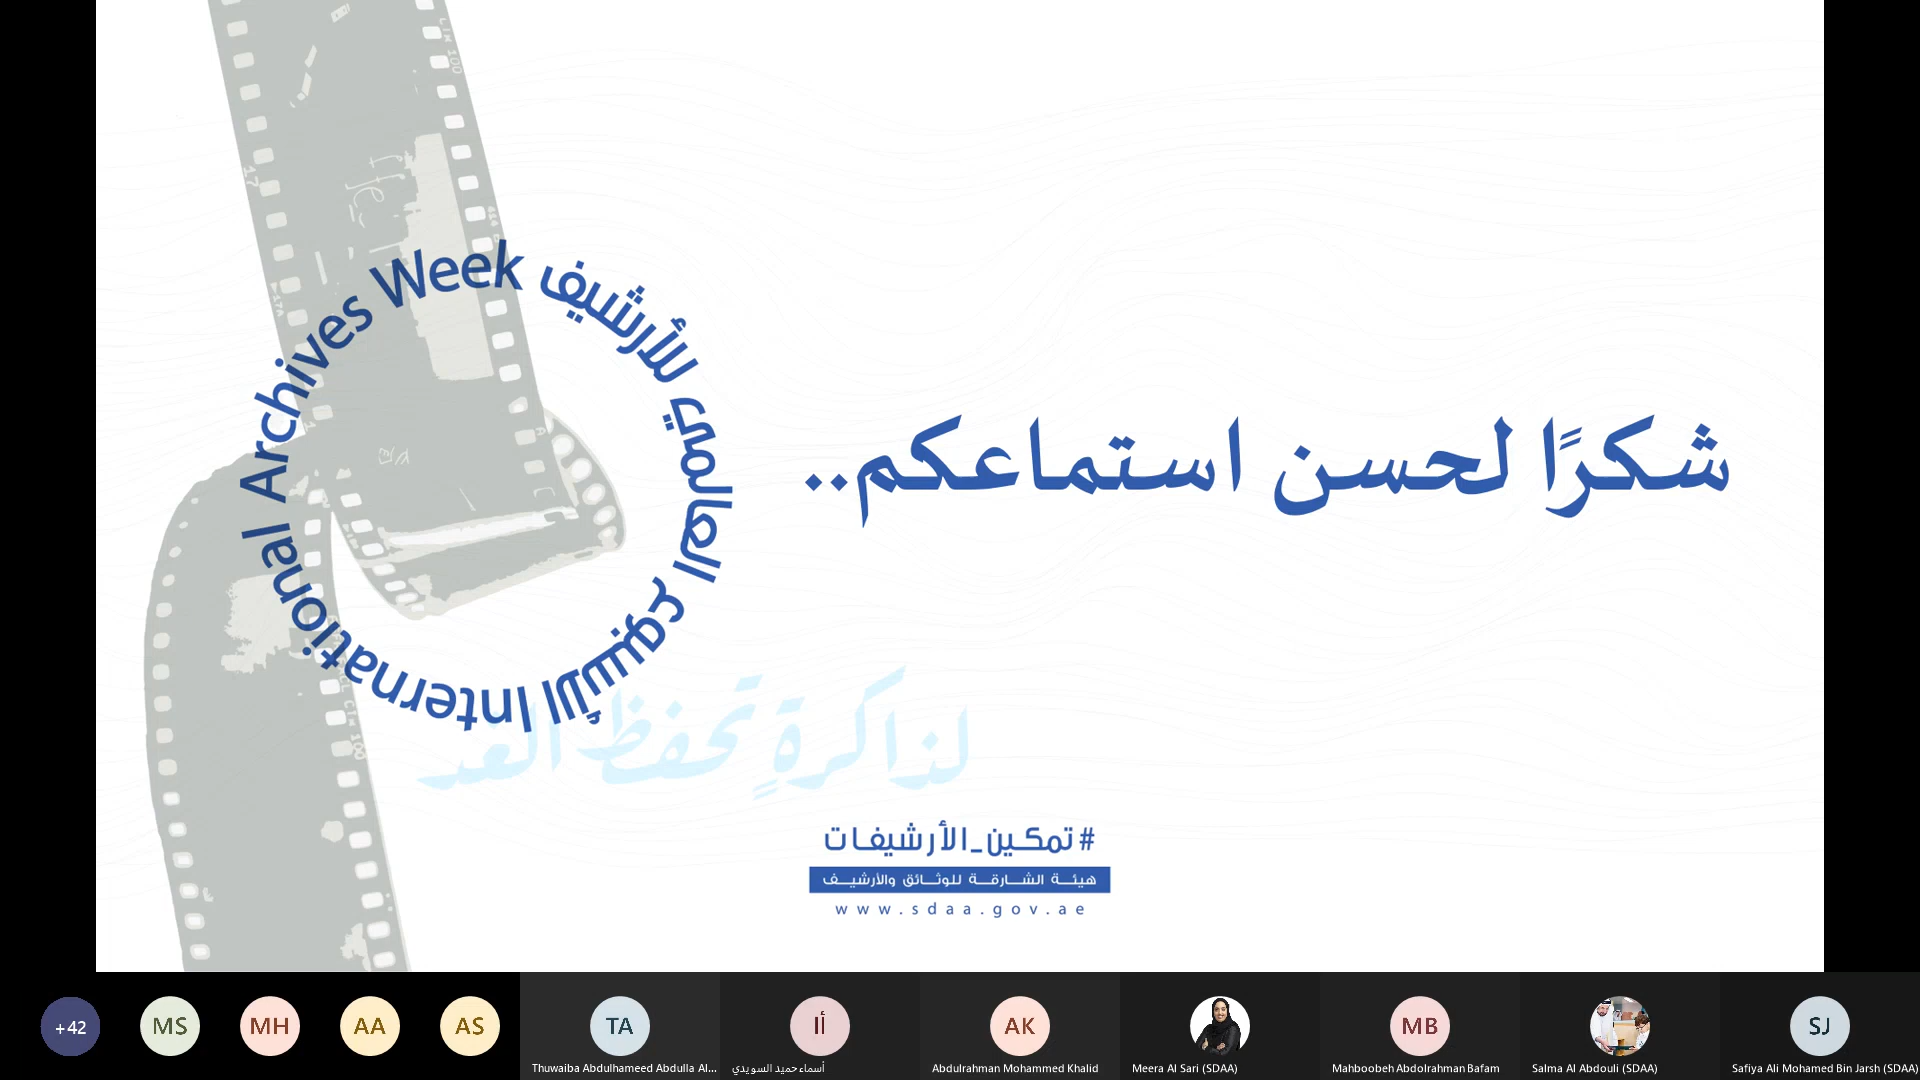 International Archives Week الأسبوع العالمي للأرشيف
شكرًا لحسن استماعكم..
لذاكرةٍ تحفظ الغد
#تمكين_الأرشيفات
هيئة الشارقة للوثائق والأرشيف
www.sdaa.gov.ae
+42
MS
MH
AA
AS
TA
Thuwaiba Abdulhameed Abdulla Al...
أا
أسماء حميد السويدي
AK
Abdulrahman Mohammed Khalid
Meera Al Sari (SDAA)
MB
Mahboobeh Abdolrahman Bafam
Salma Al Abdouli (SDAA)
SJ
Safiya Ali Mohamed Bin Jarsh (SDAA)